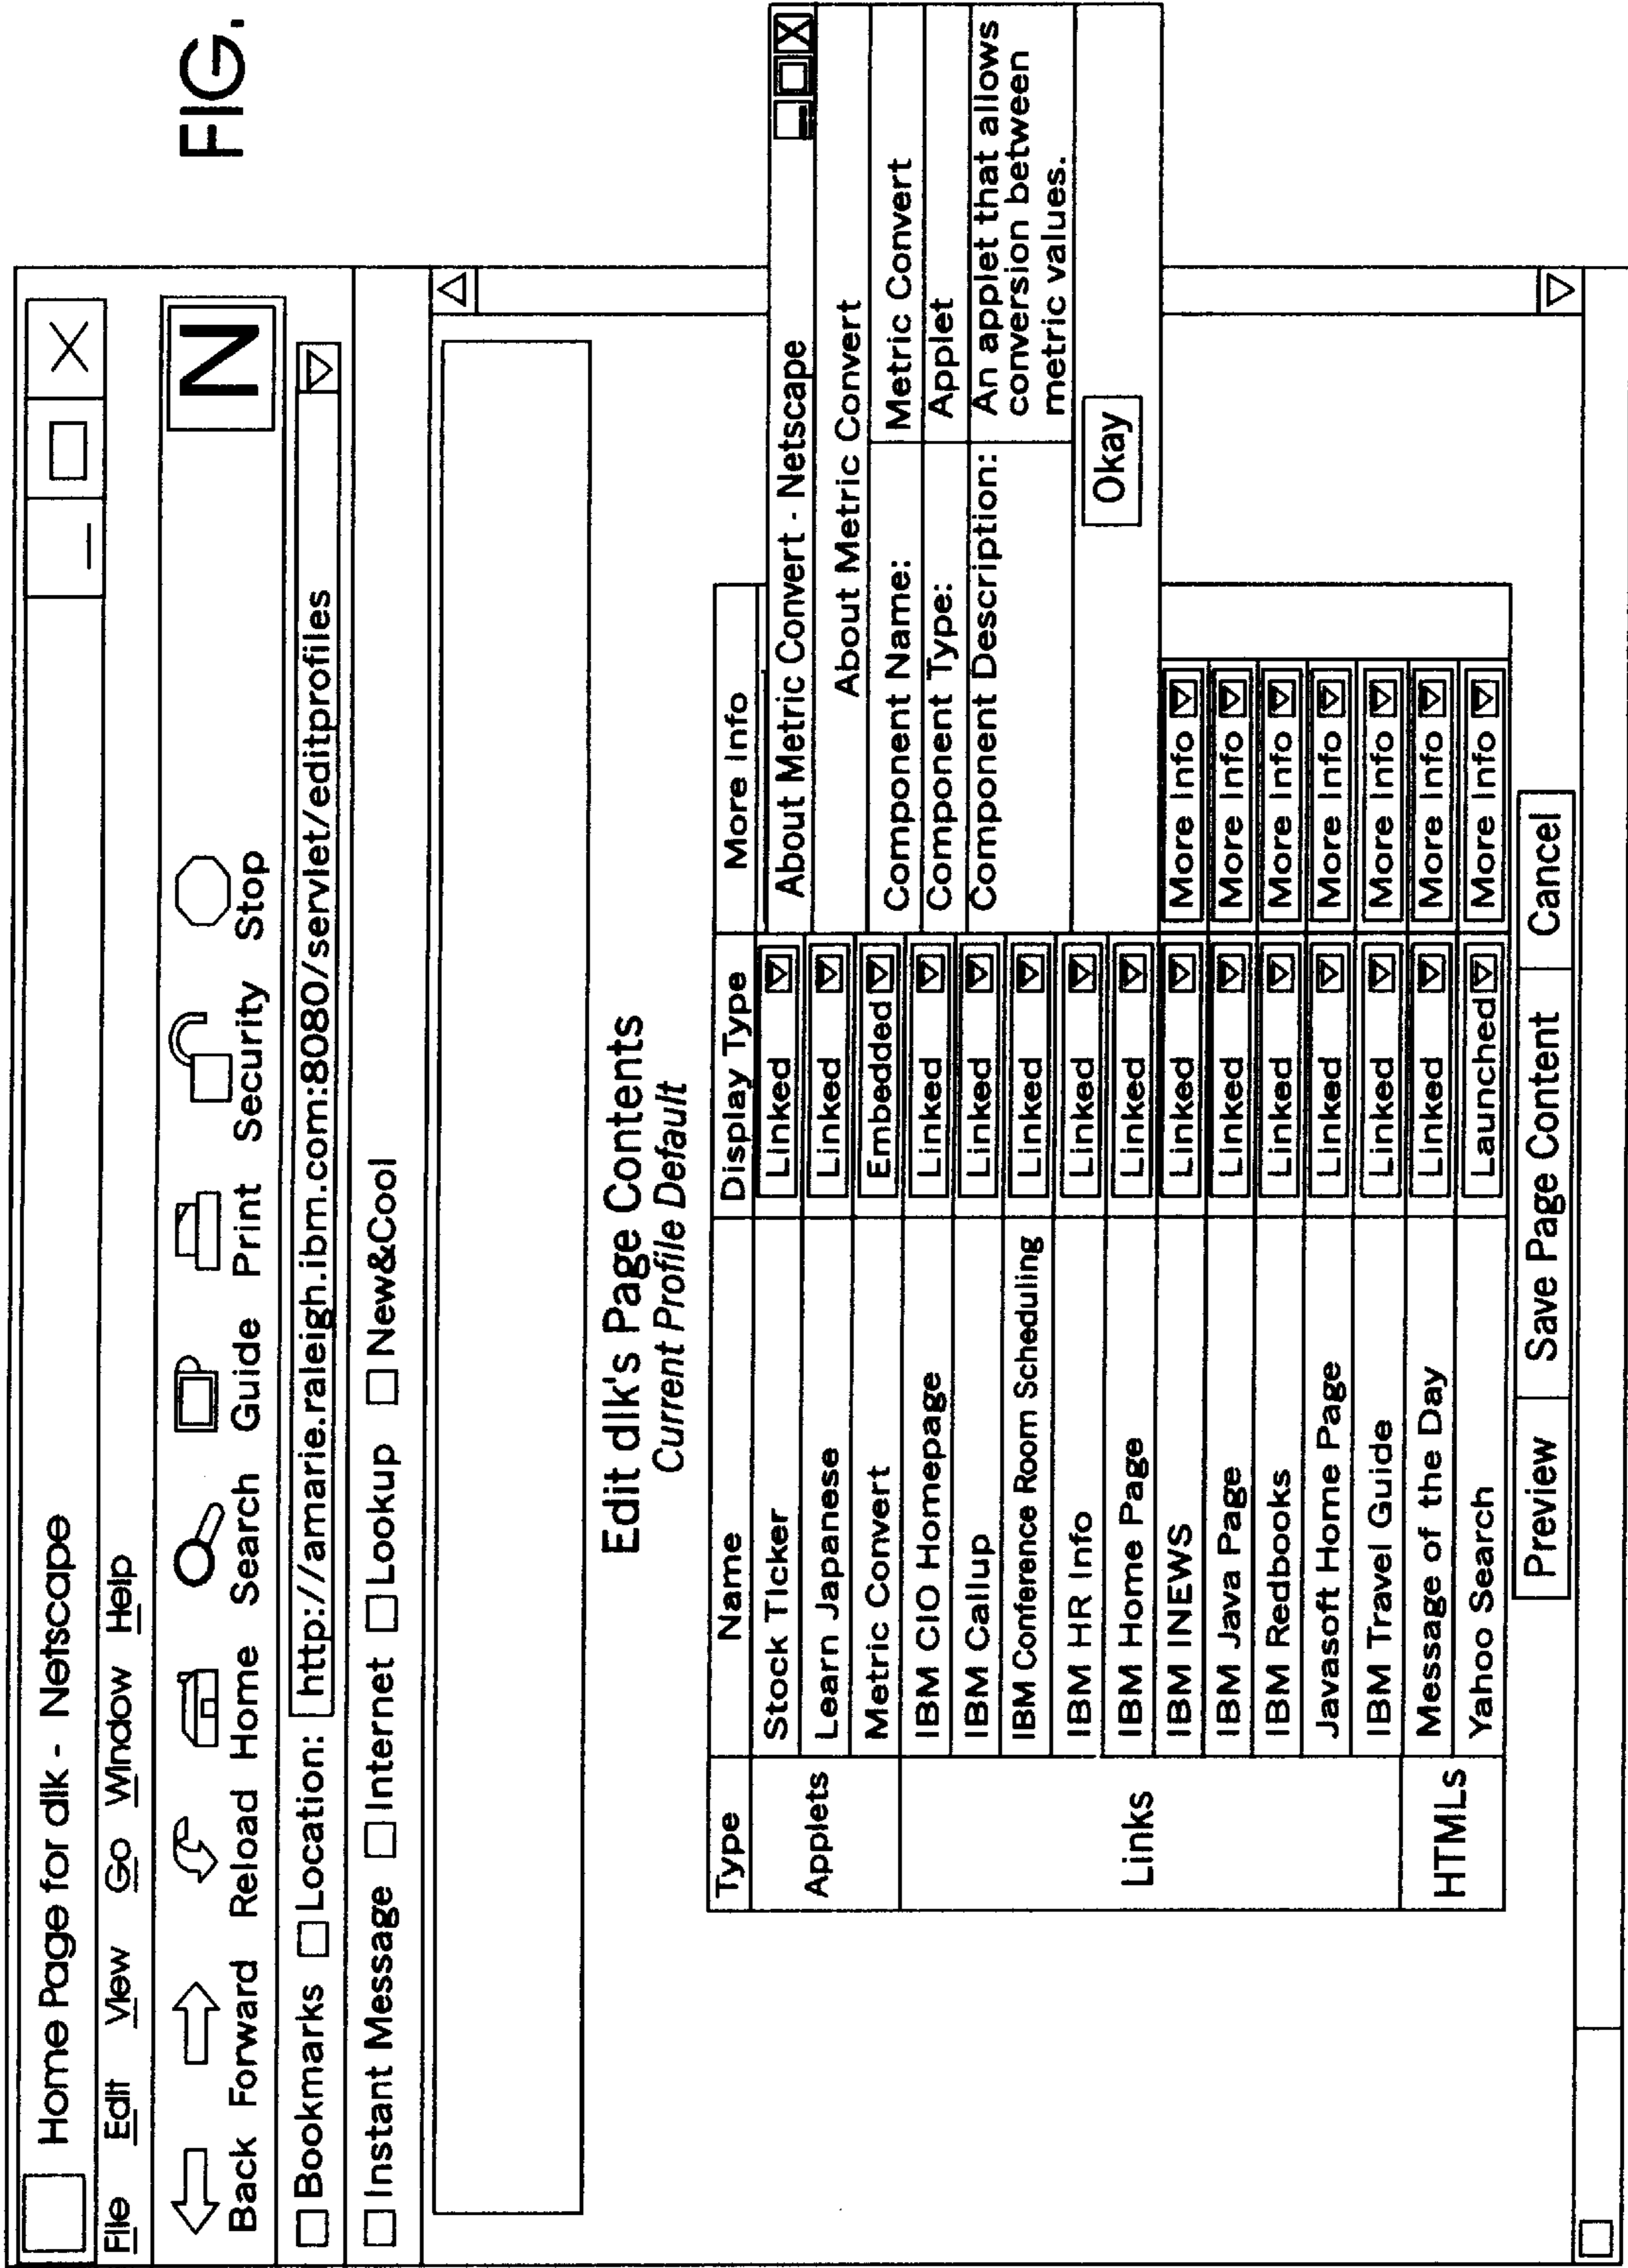 FIG.
Home Page for dlk - Netscape
File Edit View Go Window Help
N
Back Forward Reload Home Search Guide Print Security Stop
Bookmarks Location: http://amarie.raleigh.ibm.com:8080/servlet/editprofiles
Instant Message Internet Lookup New&Cool
Edit dlk's Page Contents
Current Profile Default
Type Name Display Type More Info
Applets
Stock Ticker Linked
Learn Japanese Linked
Metric Convert Embedded
Links
IBM CIO Homepage Linked
IBM Callup Linked
IBM Conference Room Scheduling Linked
IBM HR Info Linked
IBM Home Page Linked
IBM INEWS Linked More Info
IBM Java Page Linked More Info
IBM Redbooks Linked More Info
Javasoft Home Page Linked More Info
IBM Travel Guide Linked More Info
HTMLs
Message of the Day Linked More Info
Yahoo Search Launched More Info
Preview Save Page Content Cancel
About Metric Convert - Netscape
About Metric Convert
Component Name: Metric Convert
Component Type: Applet
Component Description: An applet that allows
conversion between
metric values.
Okay